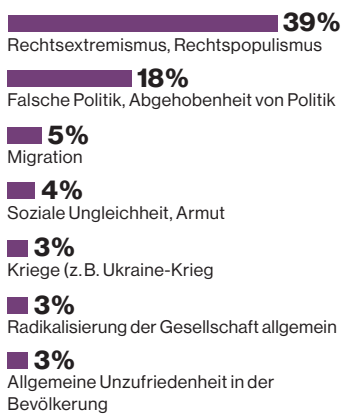 39%
Rechtsextremismus, Rechtspopulismus
18%
Falsche Politik, Abgehobenheit von Politik
5%
Migration
4%
Soziale Ungleichheit, Armut
3%
Kriege (z. B. Ukraine-Krieg
3%
Radikalisierung der Gesellschaft allgemein
3%
Allgemeine Unzufriedenheit in der
Bevölkerung